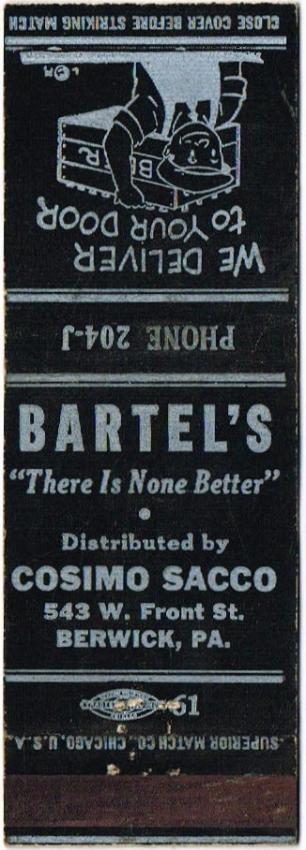 CLOSE COVER BEFORE STRIKING MATCH
WE DELIVER
to YOUR DOOR
PHONE 204-J
BARTEL'S
"There Is None Better"
Distributed by
COSIMO SACCO
543 W. Front St.
BERWICK, PA.
61
SUPERIOR MATCH CO., CHICAGO, U.S.A.